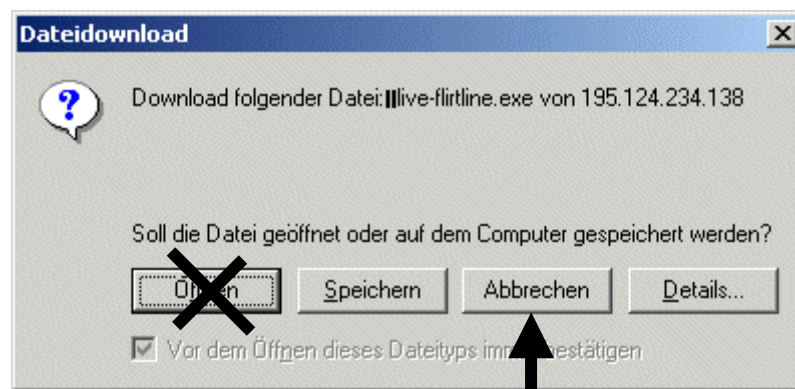 Dateidownload
?
Download folgender Datei: live-flirtline.exe von 195.124.234.138
Soll die Datei geöffnet oder auf dem Computer gespeichert werden?
Speichern Abbrechen Details...
Vor dem Öffnen dieses Dateityps